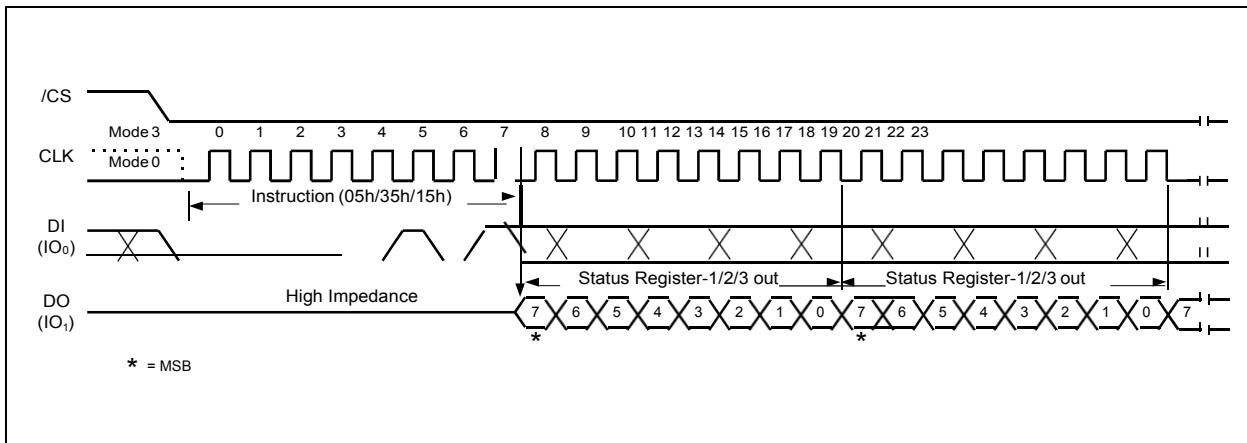 /CS
Mode 3 0 1 2 3 4 5 6 7 8 9 10 11 12 13 14 15 16 17 18 19 20 21 22 23
CLK Mode 0
Instruction (05h/35h/15h)
DI
(IO₀)
Status Register-1/2/3 out Status Register-1/2/3 out
High Impedance
DO
(IO₁)
7 6 5 4 3 2 1 0 7 6 5 4 3 2 1 0 7
* *
* = MSB